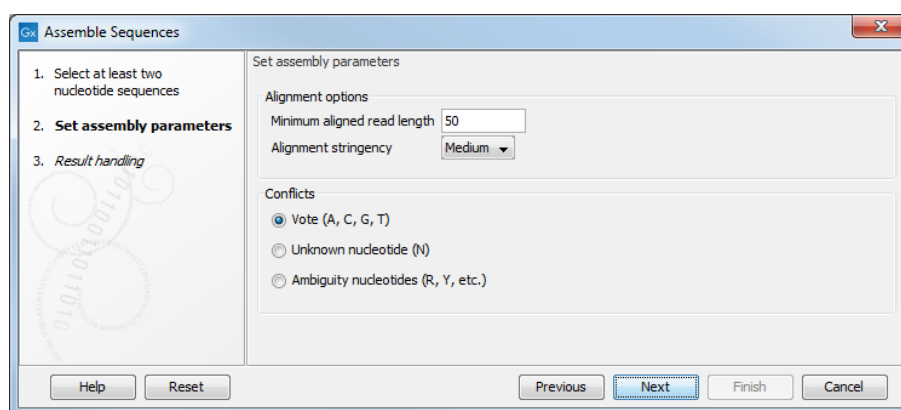 Gx Assemble Sequences
1. Select at least two
nucleotide sequences
2. Set assembly parameters
3. Result handling
Set assembly parameters
Alignment options
Minimum aligned read length 50
Alignment stringency Medium
Conflicts
Vote (A, C, G, T)
Unknown nucleotide (N)
Ambiguity nucleotides (R, Y, etc.)
Help Reset Previous Next Finish Cancel